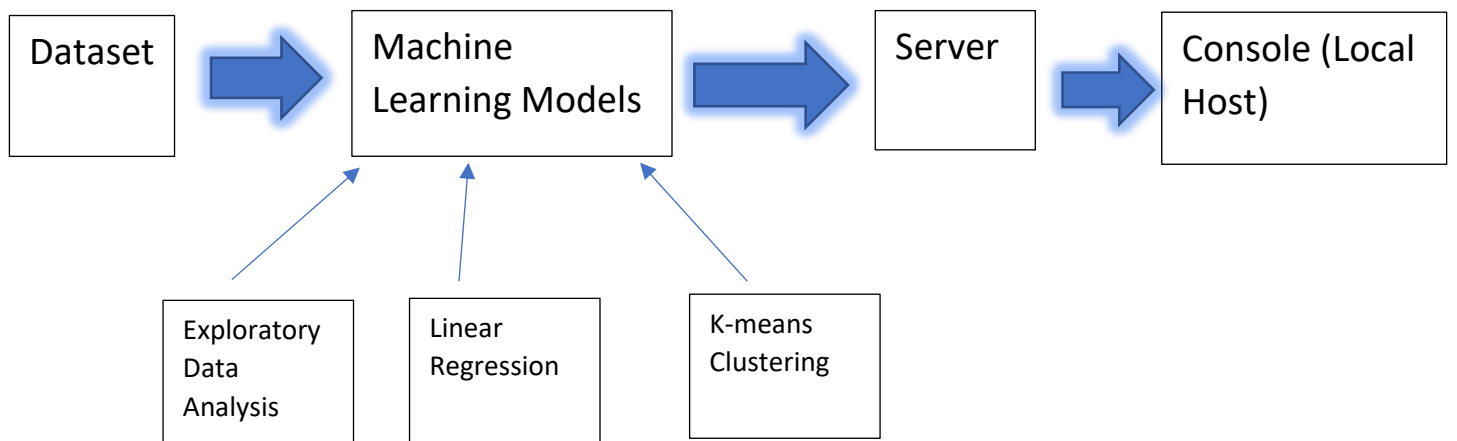 Dataset
Machine
Learning Models
Server
Console (Local
Host)
Exploratory
Data
Analysis
Linear
Regression
K-means
Clustering